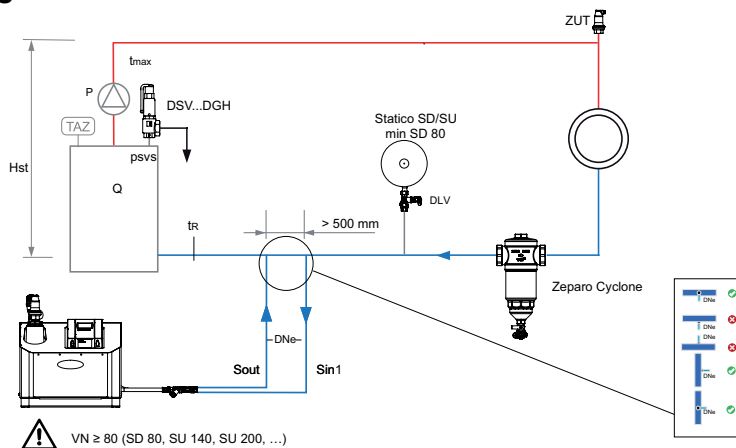 ZUT
tmax
P
DSV...DGH
TAZ
psvs
Statico SD/SU
min SD 80
Hst
Q
DLV
> 500 mm
tR
Zeparo Cyclone
DNe
DNe
DNe
DNe
DNe
DNe
Sout
Sin1
VN ≥ 80 (SD 80, SU 140, SU 200, …)